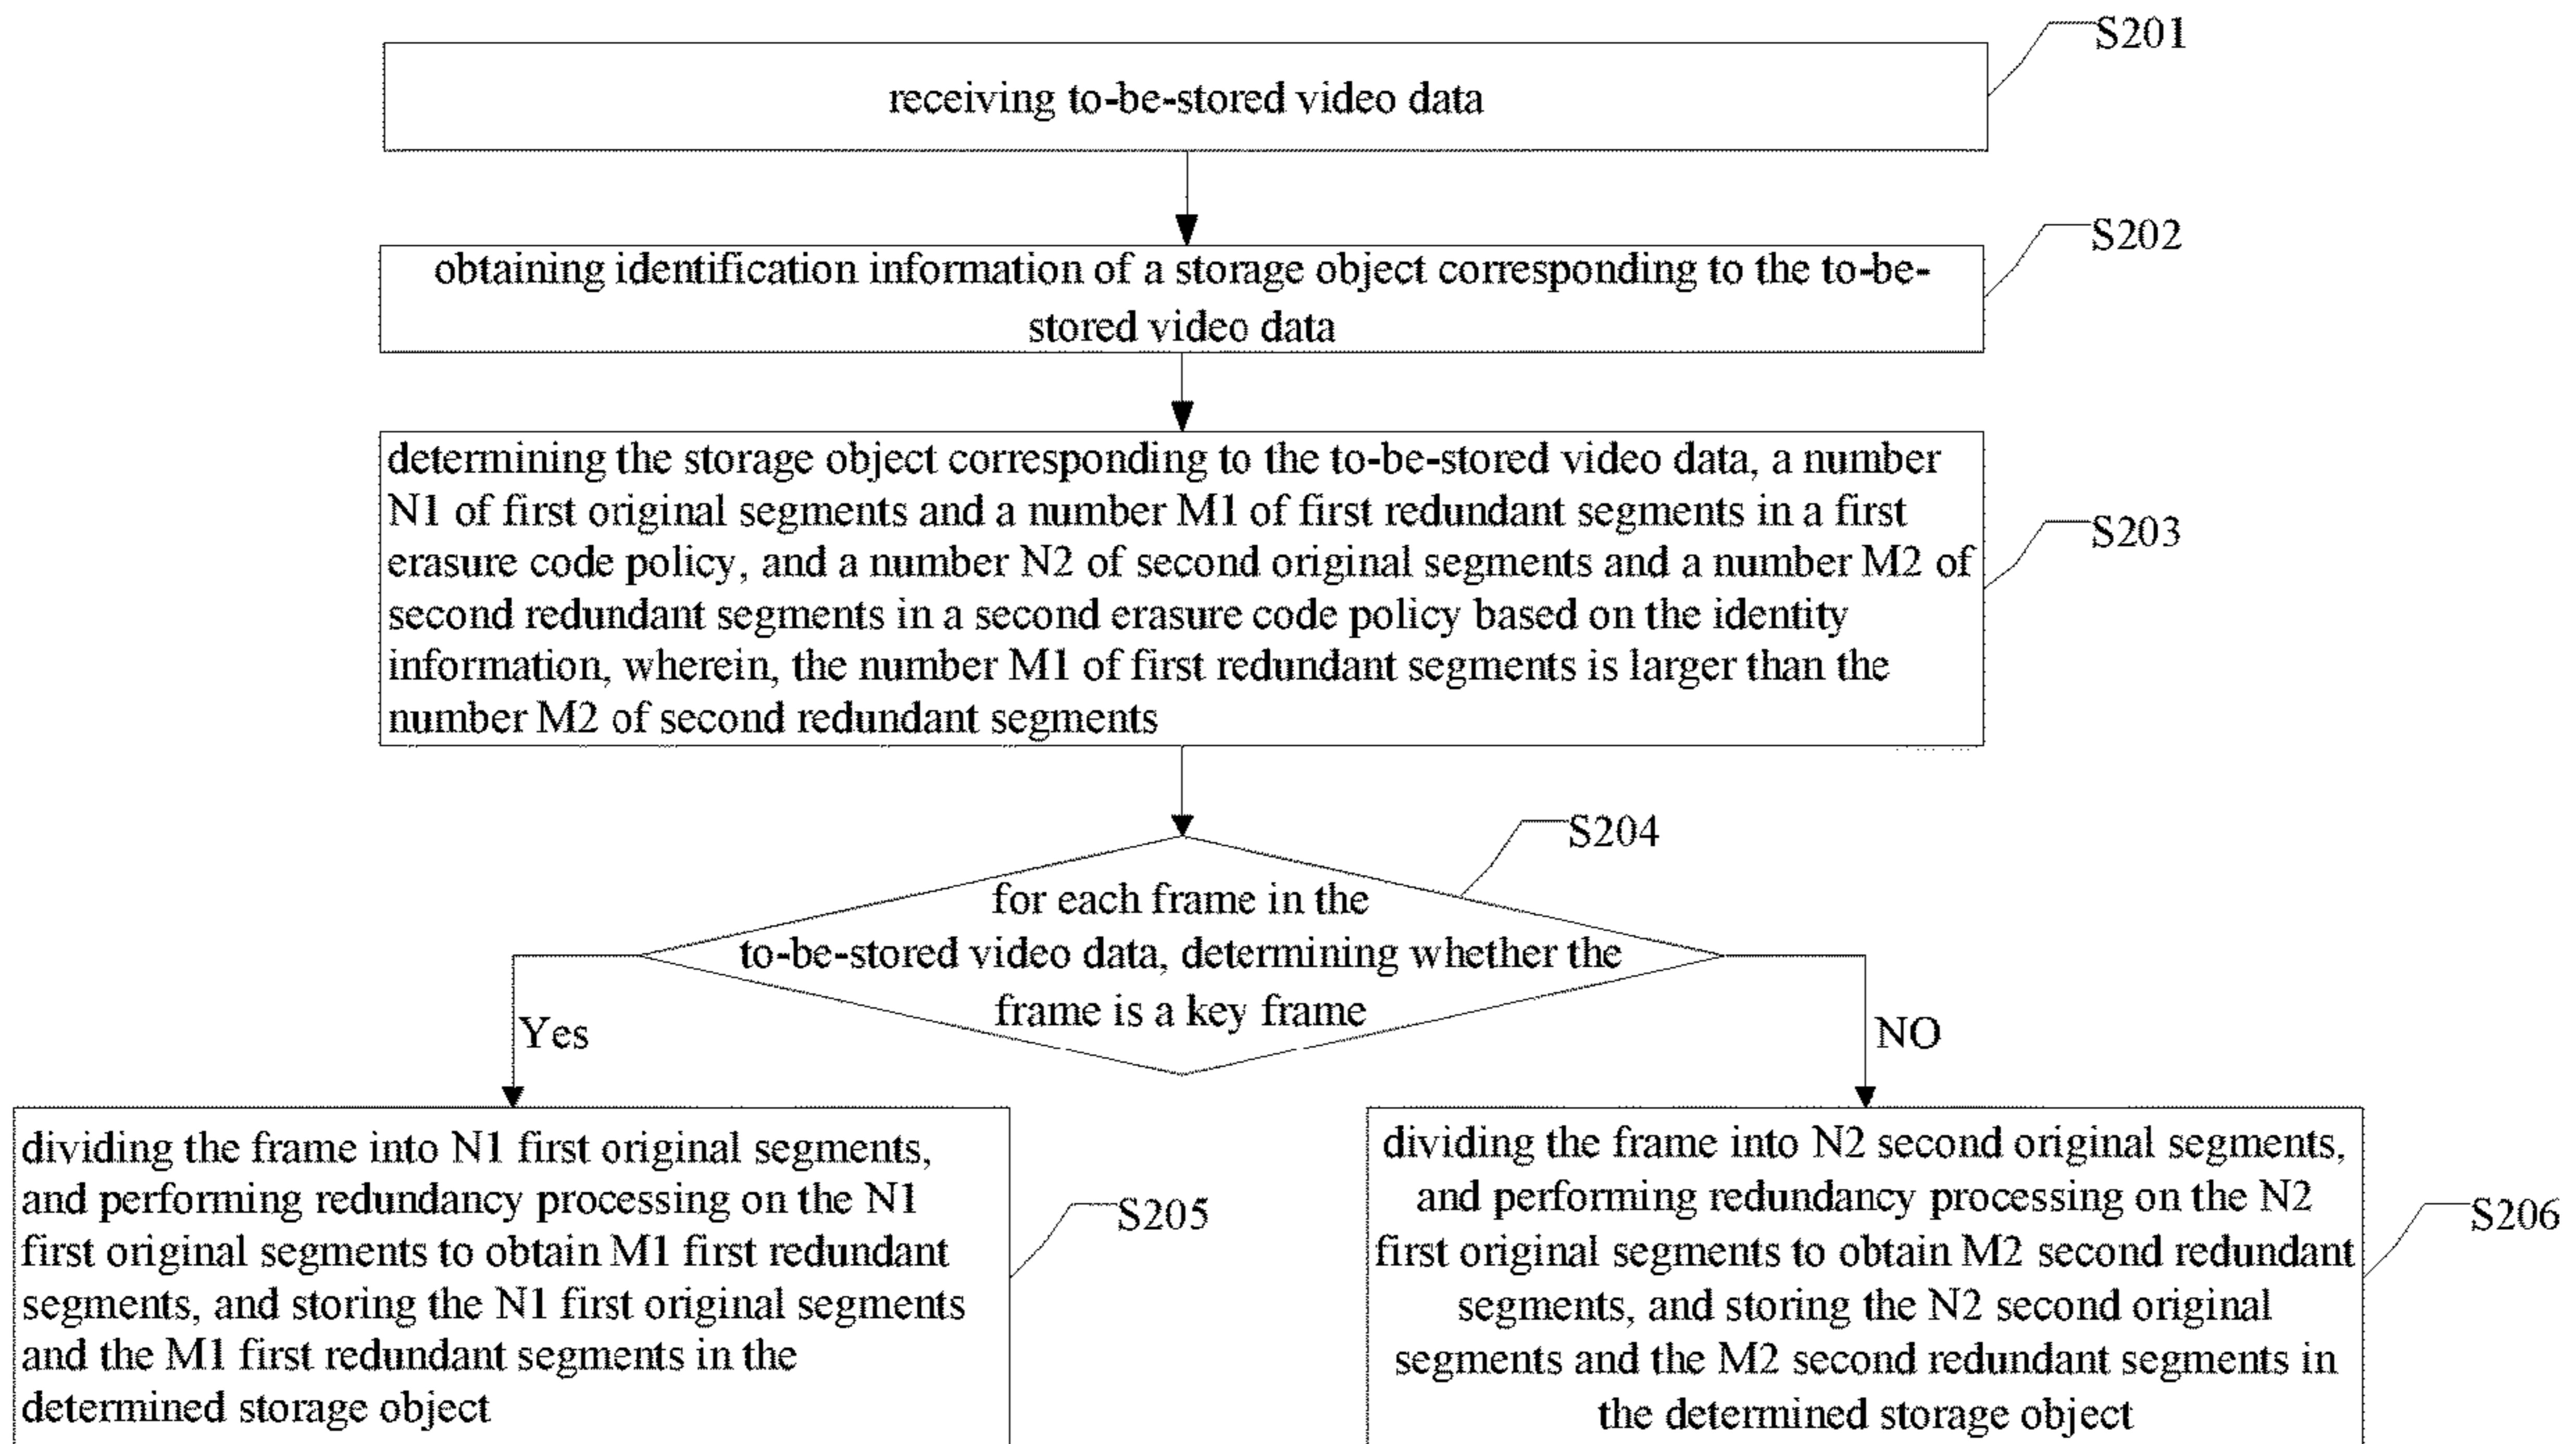 S201
receiving to-be-stored video data
S202
obtaining identification information of a storage object corresponding to the to-be-
stored video data
determining the storage object corresponding to the to-be-stored video data, a number
N1 of first original segments and a number M1 of first redundant segments in a first
erasure code policy, and a number N2 of second original segments and a number M2 of
second redundant segments in a second erasure code policy based on the identity
information, wherein, the number M1 of first redundant segments is larger than the
number M2 of second redundant segments
S203
S204
for each frame in the
to-be-stored video data, determining whether the
frame is a key frame
Yes
NO
dividing the frame into N1 first original segments,
and performing redundancy processing on the N1
first original segments to obtain M1 first redundant
segments, and storing the N1 first original segments
and the M1 first redundant segments in the
determined storage object
S205
dividing the frame into N2 second original segments,
and performing redundancy processing on the N2
first original segments to obtain M2 second redundant
segments, and storing the N2 second original
segments and the M2 second redundant segments in
the determined storage object
S206